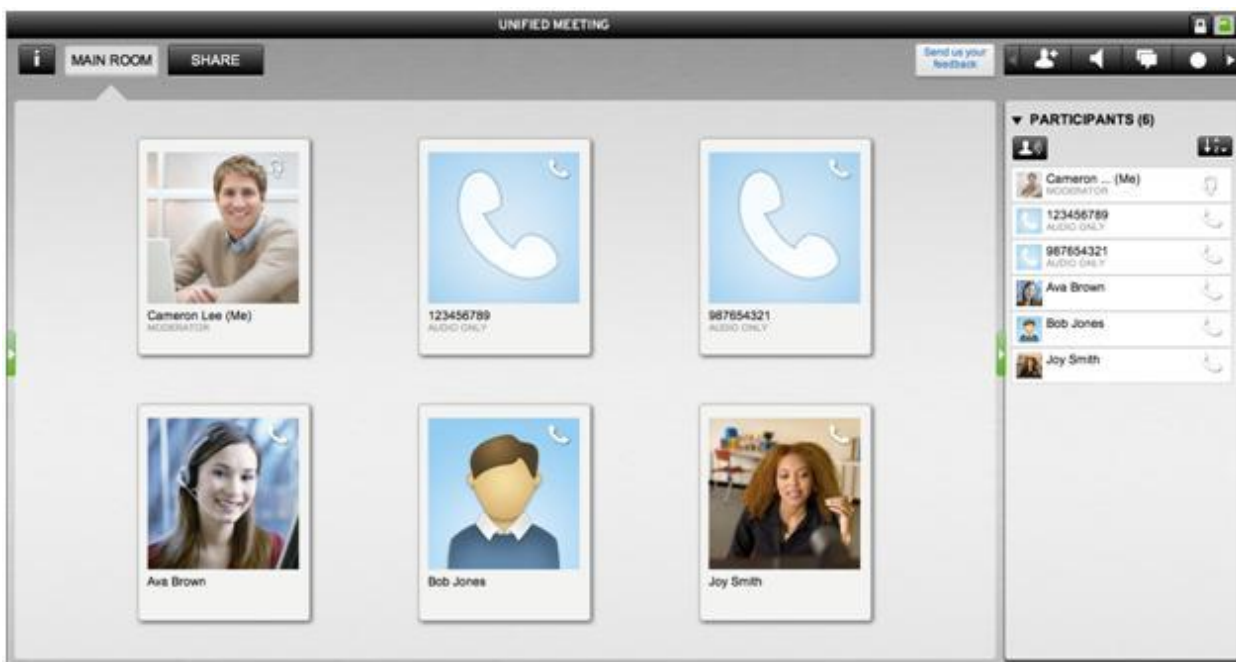 UNIFIED MEETING
i
MAIN ROOM
SHARE
Send us your
feedback
PARTICIPANTS (6)
Cameron Lee (Me)
MODERATOR
123456789
AUDIO ONLY
987654321
AUDIO ONLY
Ava Brown
Bob Jones
Joy Smith
Cameron ... (Me)
MODERATOR
123456789
AUDIO ONLY
987654321
AUDIO ONLY
Ava Brown
Bob Jones
Joy Smith